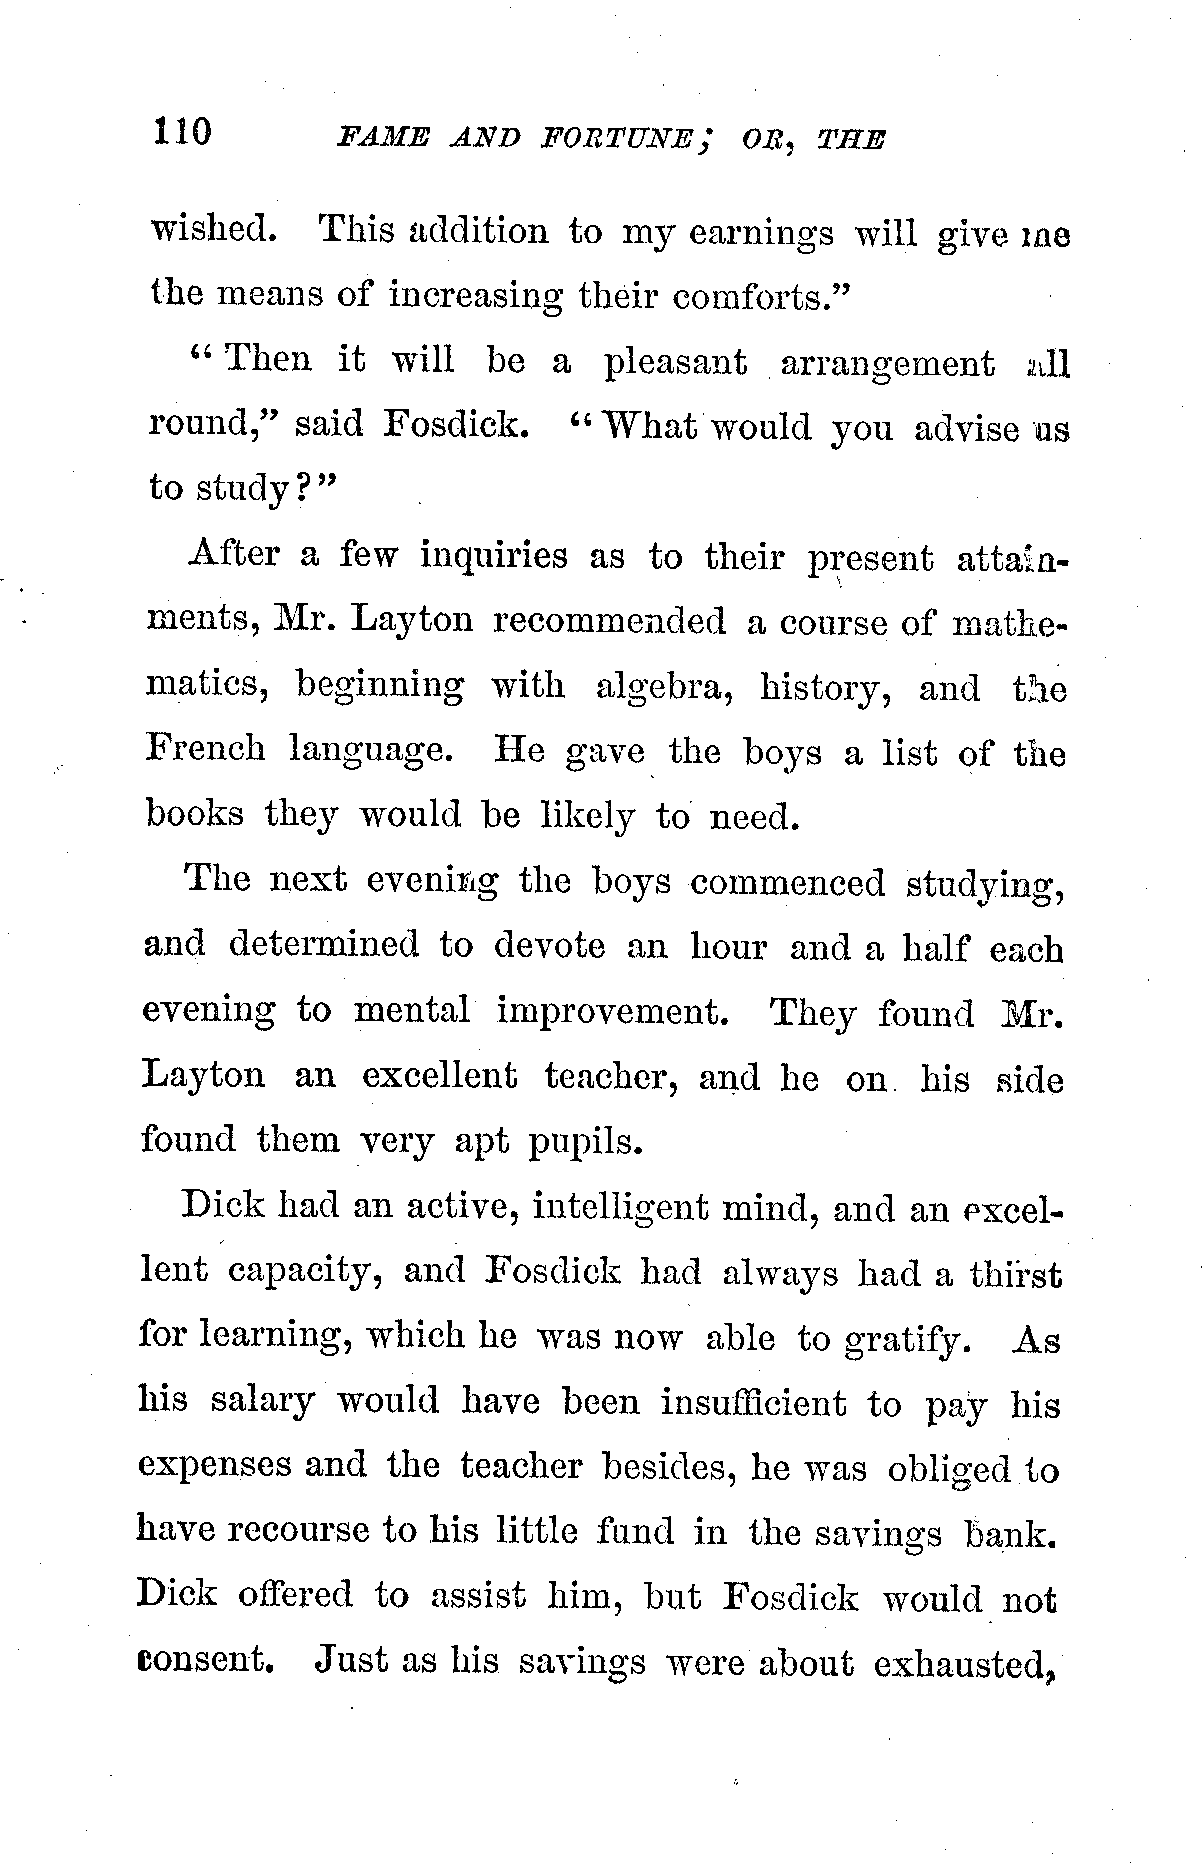 110 FAME AND FORTUNE; OR, THE
wished. This addition to my earnings will give me
the means of increasing their comforts.”
“Then it will be a pleasant arrangement all
round,” said Fosdick. “What would you advise us
to study?”
After a few inquiries as to their present attain-
ments, Mr. Layton recommended a course of mathe-
matics, beginning with algebra, history, and the
French language. He gave the boys a list of the
books they would be likely to need.
The next evening the boys commenced studying,
and determined to devote an hour and a half each
evening to mental improvement. They found Mr.
Layton an excellent teacher, and he on his side
found them very apt pupils.
Dick had an active, intelligent mind, and an excel-
lent capacity, and Fosdick had always had a thirst
for learning, which he was now able to gratify. As
his salary would have been insufficient to pay his
expenses and the teacher besides, he was obliged to
have recourse to his little fund in the savings bank.
Dick offered to assist him, but Fosdick would not
consent. Just as his savings were about exhausted,